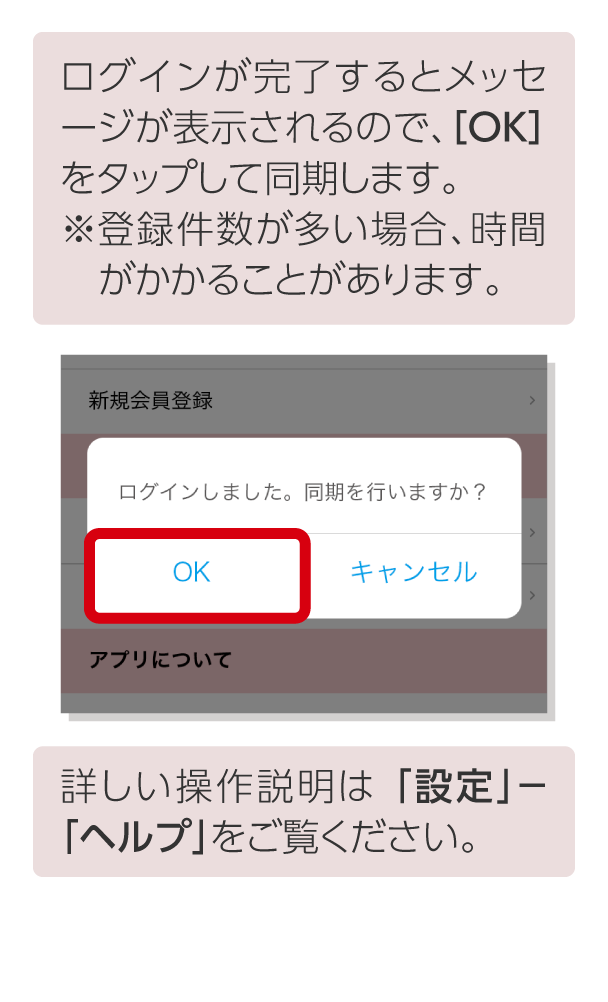 ログインが完了するとメッセ
ージが表示されるので、[OK]
をタップして同期します。
※登録件数が多い場合、時間
がかかることがあります。
新規会員登録
ログインしました。同期を行いますか？
OK キャンセル
アプリについて
詳しい操作説明は「設定」－
「ヘルプ」をご覧ください。